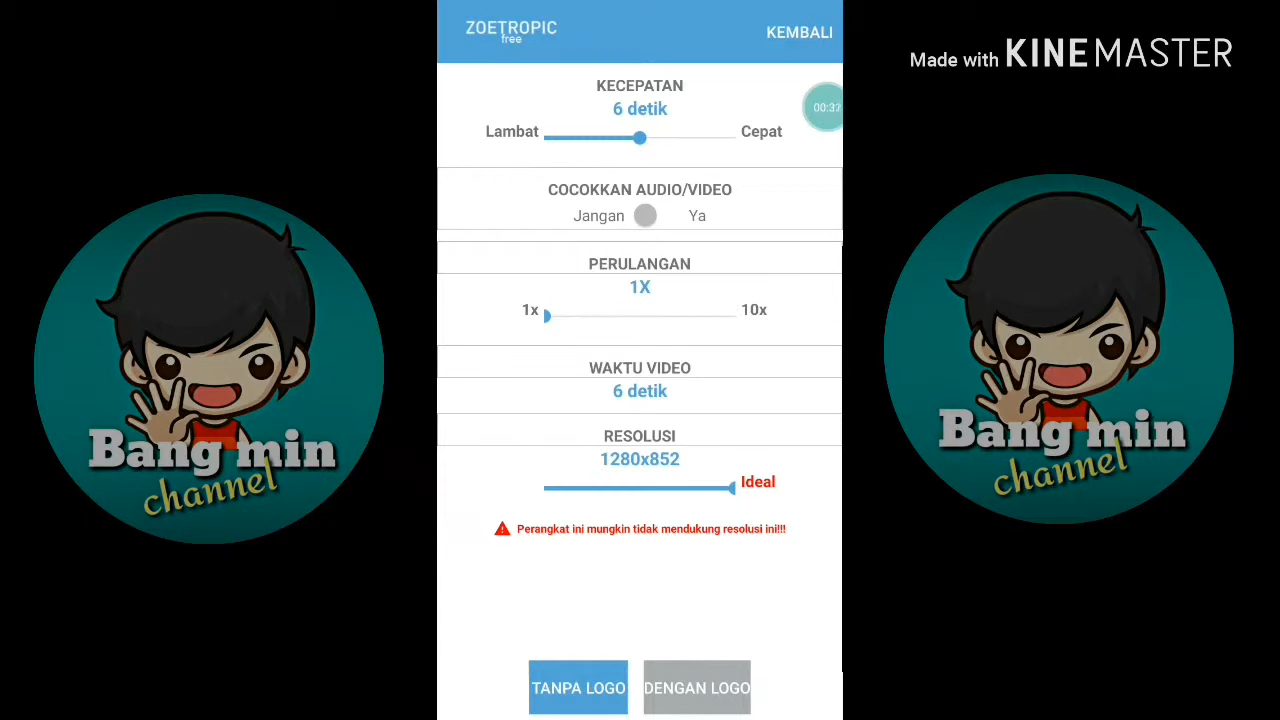 ZOETROPIC
free
KEMBALI
Made with KINEMASTER
KECEPATAN
6 detik
00:37
Lambat
Cepat
COCOKKAN AUDIO/VIDEO
Jangan
Ya
PERULANGAN
1X
1x
10x
WAKTU VIDEO
6 detik
RESOLUSI
1280x852
Ideal
Perangkat ini mungkin tidak mendukung resolusi ini!!!
TANPA LOGO
DENGAN LOGO
Bang min
channel
Bang min
channel